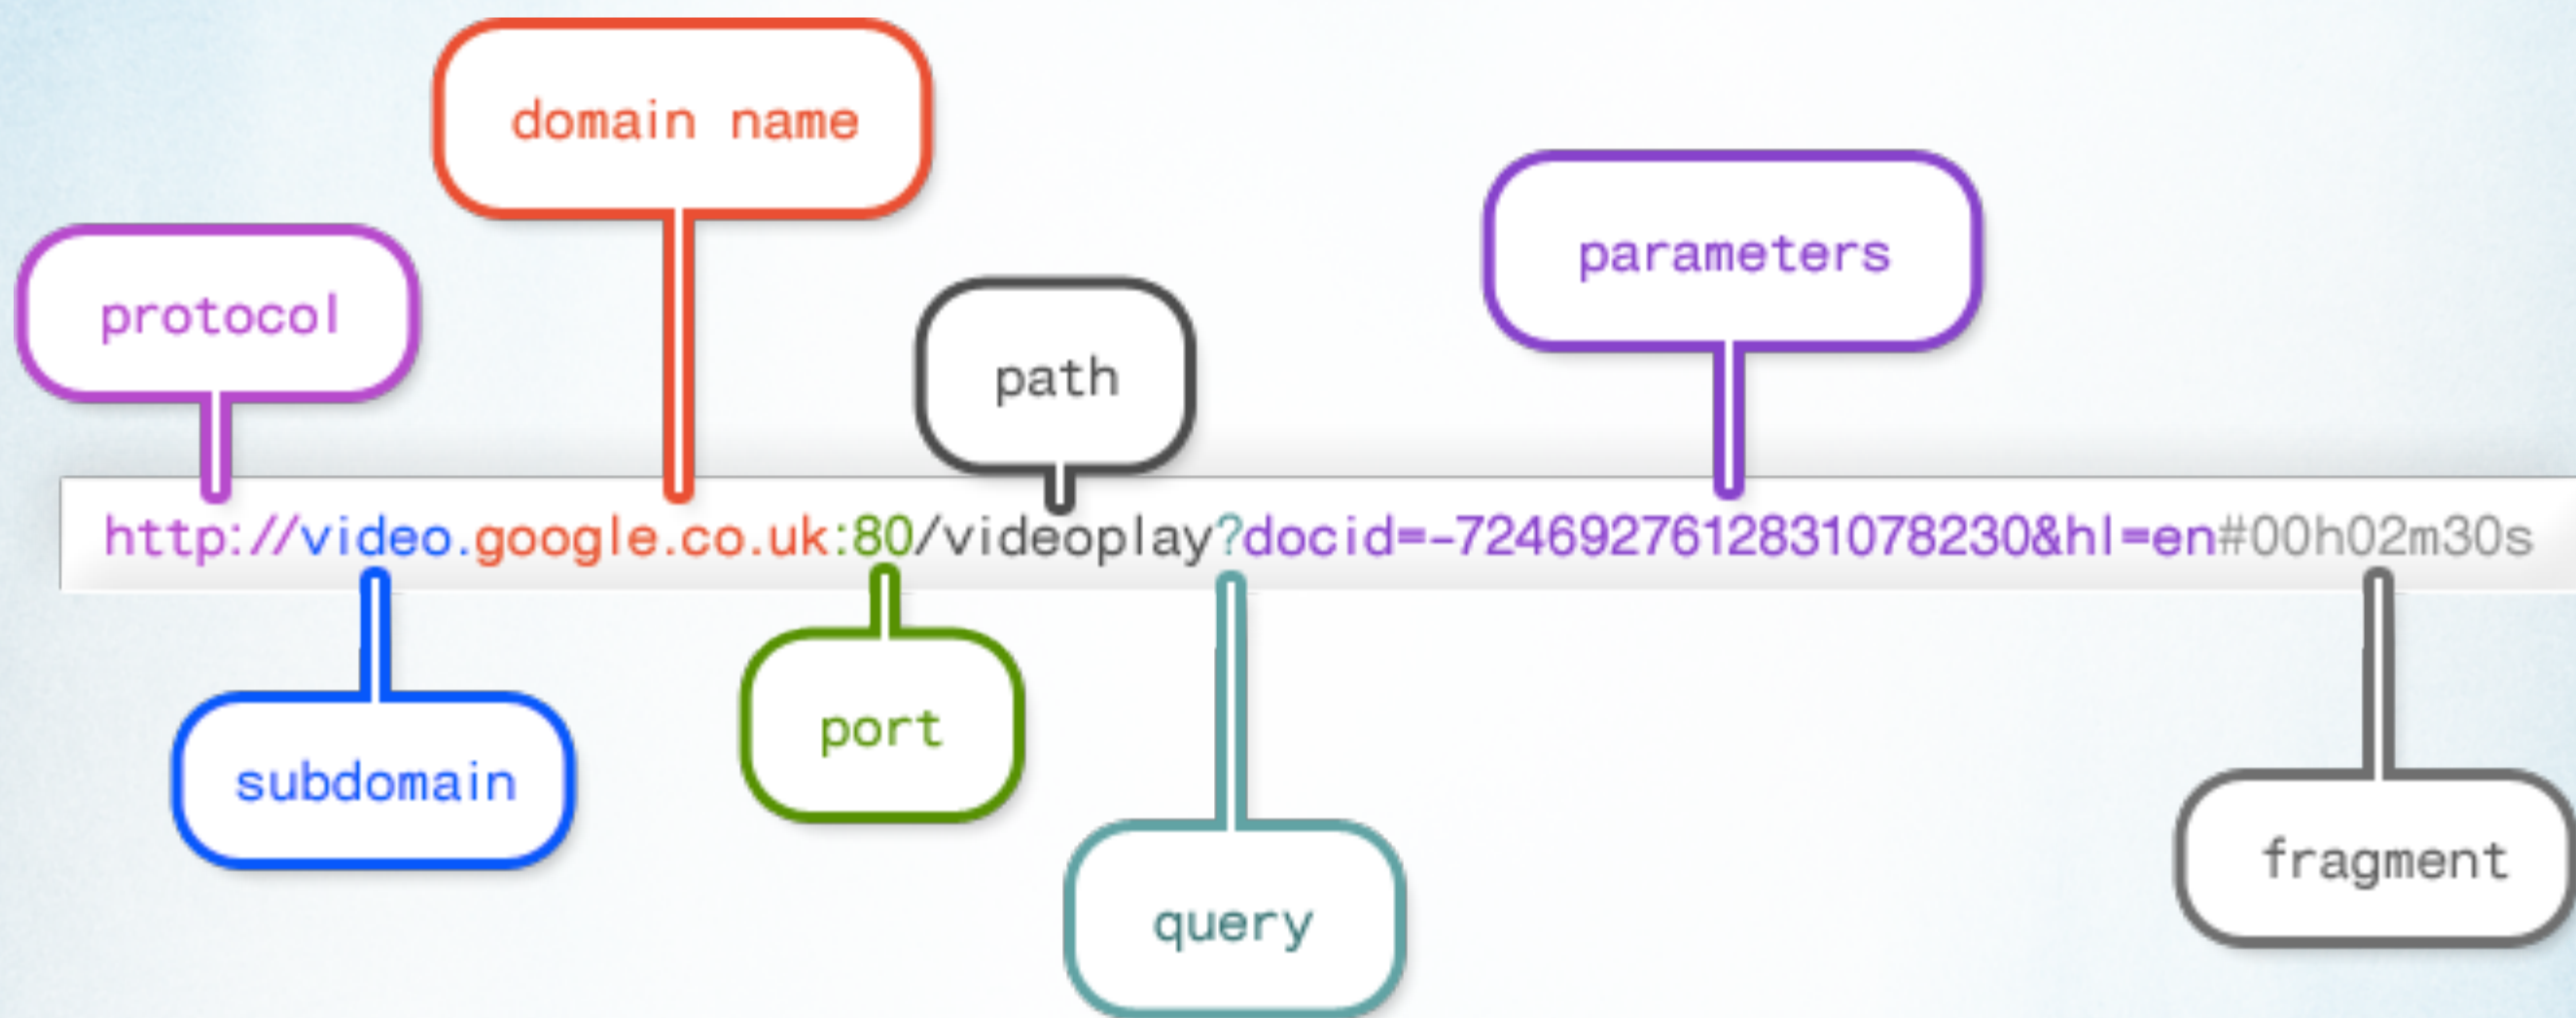 domain name
parameters
protocol
path
http://video.google.co.uk:80/videoplay?docid=-7246927612831078230&hl=en#00h02m30s
port
subdomain
fragment
query